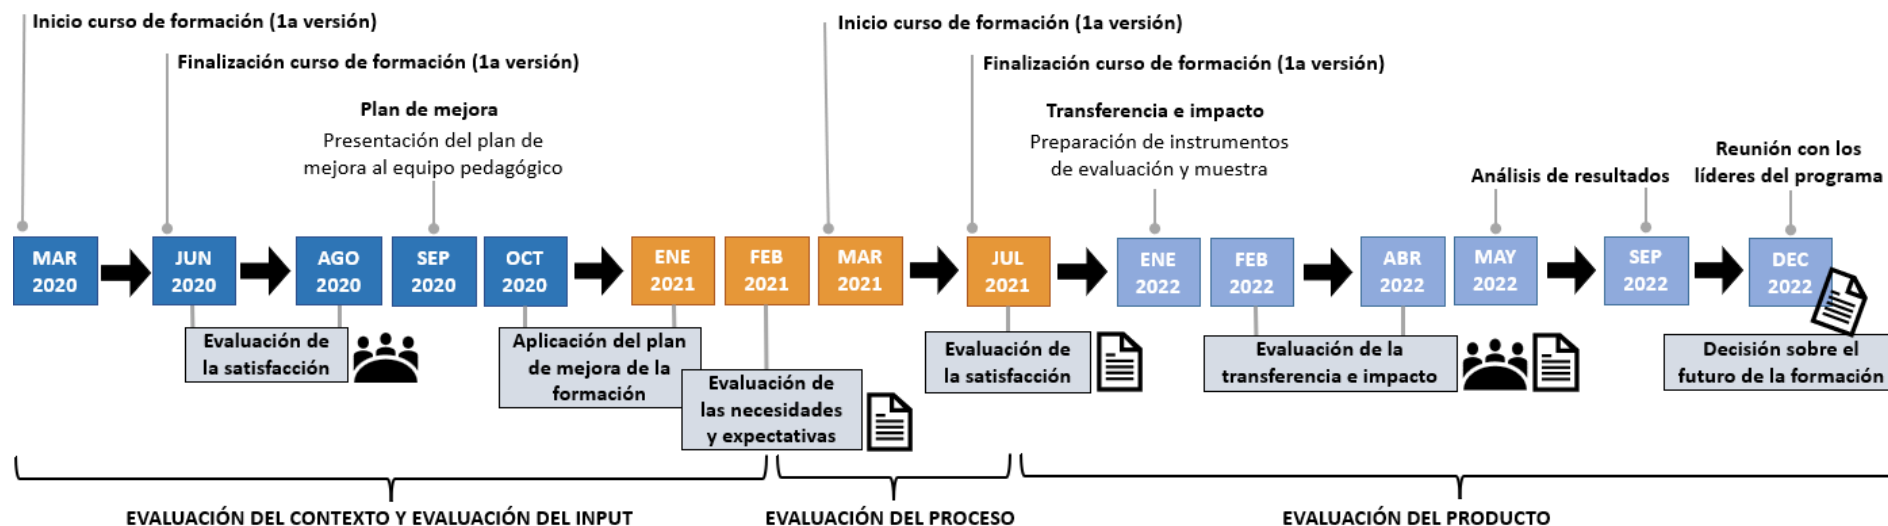 Inicio curso de formación (1a versión)
Finalización curso de formación (1a versión)
Plan de mejora
Presentación del plan de
mejora al equipo pedagógico
Inicio curso de formación (1a versión)
Finalización curso de formación (1a versión)
Transferencia e impacto
Preparación de instrumentos
de evaluación y muestra
Análisis de resultados
Reunión con los
líderes del programa
MAR
2020
JUN
2020
AGO
2020
SEP
2020
OCT
2020
ENE
2021
FEB
2021
MAR
2021
JUL
2021
ENE
2022
FEB
2022
ABR
2022
MAY
2022
SEP
2022
DEC
2022
Evaluación de
la satisfacción
Aplicación del plan
de mejora de la
formación
Evaluación de
las necesidades
y expectativas
Evaluación de
la satisfacción
Evaluación de la
transferencia e impacto
Decisión sobre el
futuro de la formación
EVALUACIÓN DEL CONTEXTO Y EVALUACIÓN DEL INPUT
EVALUACIÓN DEL PROCESO
EVALUACIÓN DEL PRODUCTO